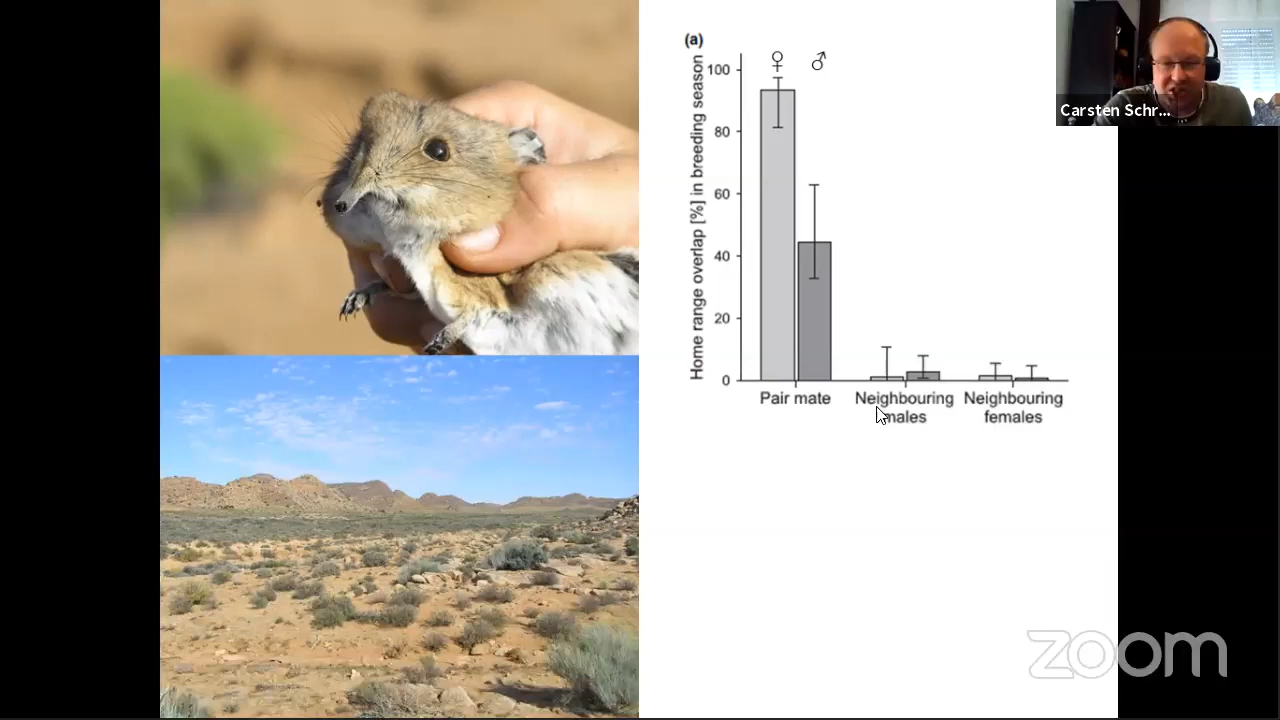 (a)
♀ ♂
Home range overlap [%] in breeding season
100
80
60
40
20
0
Pair mate
Neighbouring
males
Neighbouring
females
Carsten Schr...
zoom